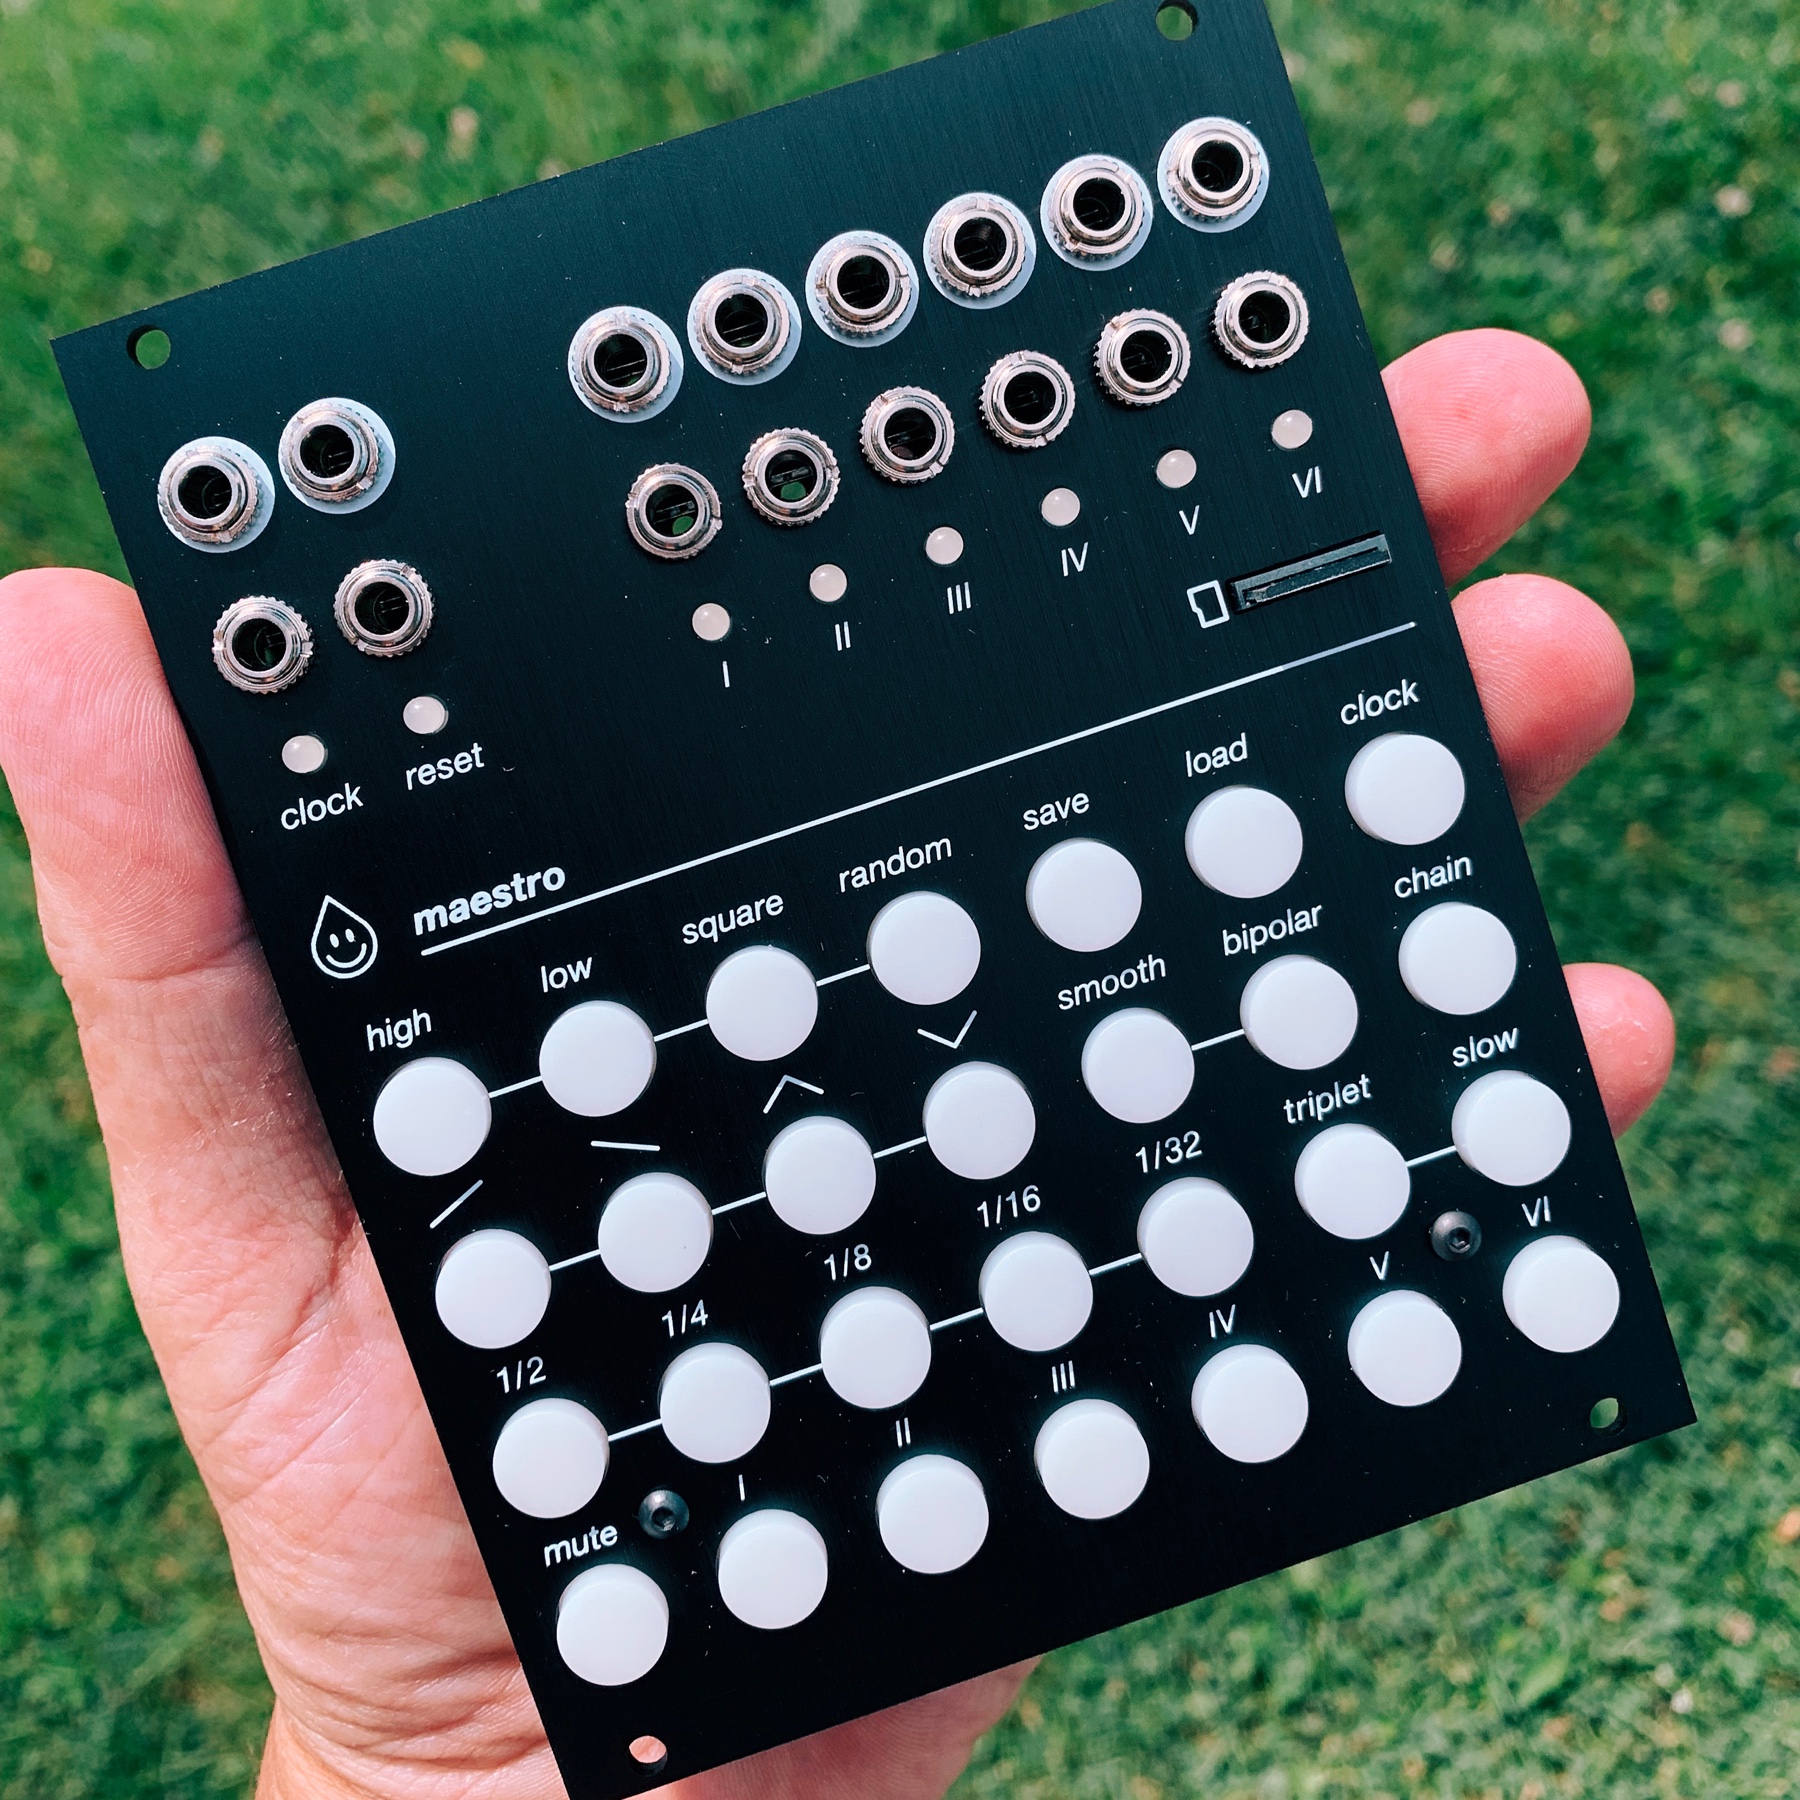 I II III IV V VI
clock reset
maestro
high low square random save load clock
smooth bipolar chain
1/2 1/4 1/8 1/16 1/32 triplet slow
mute I II III IV V VI